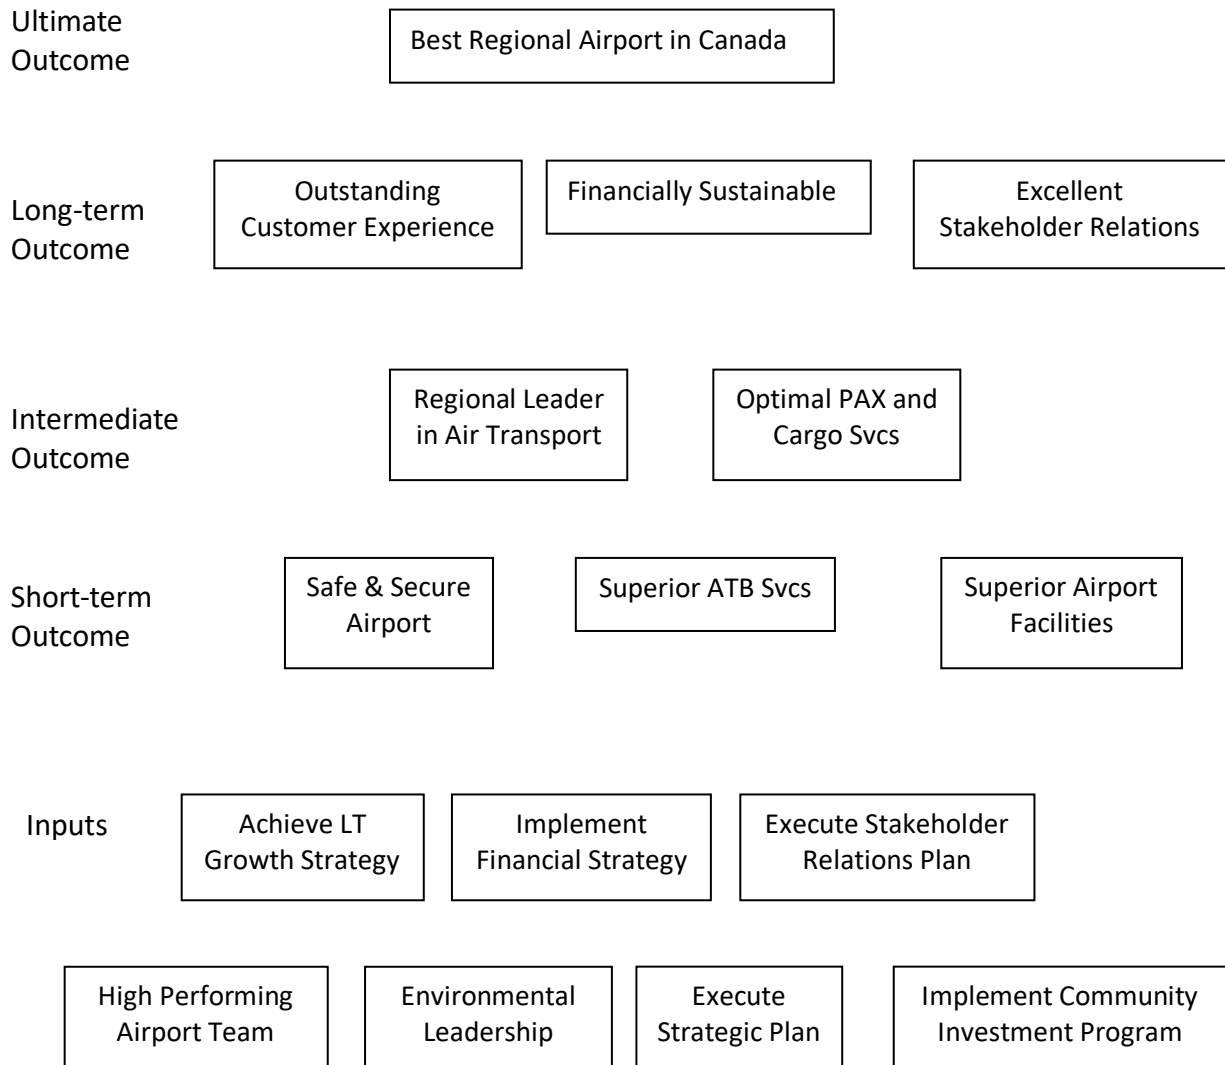 Ultimate
Outcome
Best Regional Airport in Canada
Long-term
Outcome
Outstanding
Customer Experience
Financially Sustainable
Excellent
Stakeholder Relations
Intermediate
Outcome
Regional Leader
in Air Transport
Optimal PAX and
Cargo Svcs
Short-term
Outcome
Safe & Secure
Airport
Superior ATB Svcs
Superior Airport
Facilities
Inputs
Achieve LT
Growth Strategy
Implement
Financial Strategy
Execute Stakeholder
Relations Plan
High Performing
Airport Team
Environmental
Leadership
Execute
Strategic Plan
Implement Community
Investment Program